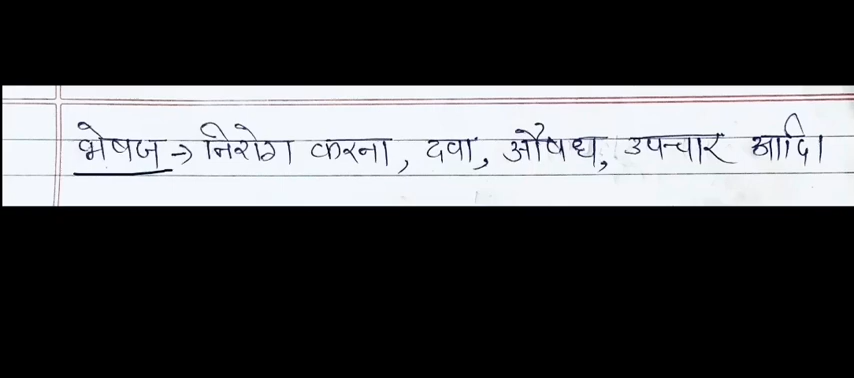 भेषज → निरोग करना, दवा, औषध, उपचार आदि।